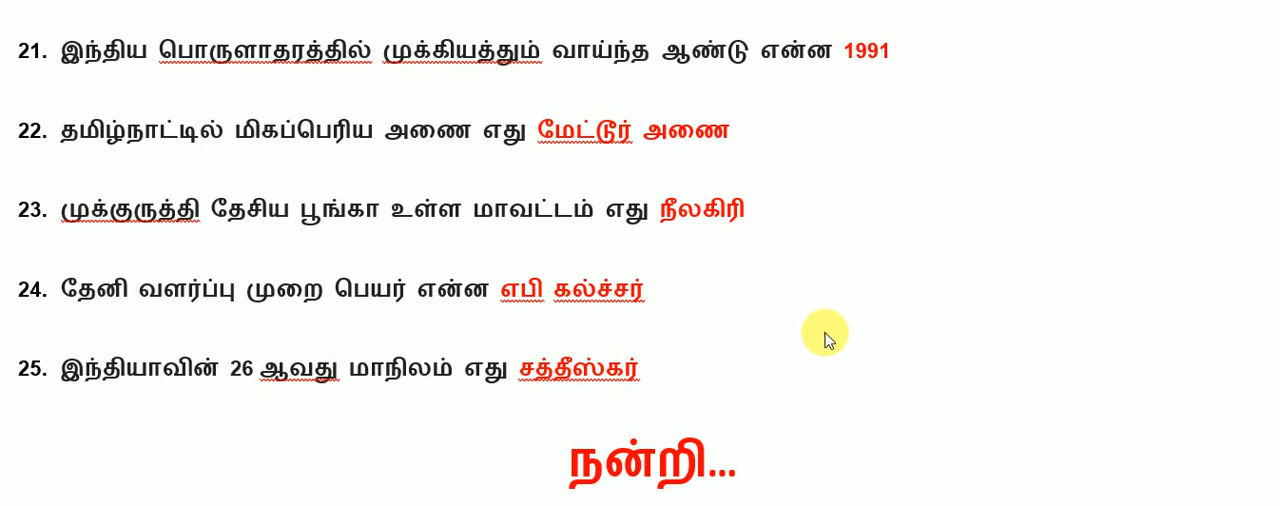 21. இந்திய பொருளாதரத்தில் முக்கியத்தும் வாய்ந்த ஆண்டு என்ன 1991
22. தமிழ்நாட்டில் மிகப்பெரிய அணை எது மேட்டூர் அணை
23. முக்குருத்தி தேசிய பூங்கா உள்ள மாவட்டம் எது நீலகிரி
24. தேனி வளர்ப்பு முறை பெயர் என்ன எபி கல்ச்சர்
25. இந்தியாவின் 26 ஆவது மாநிலம் எது சத்தீஸ்கர்
நன்றி...